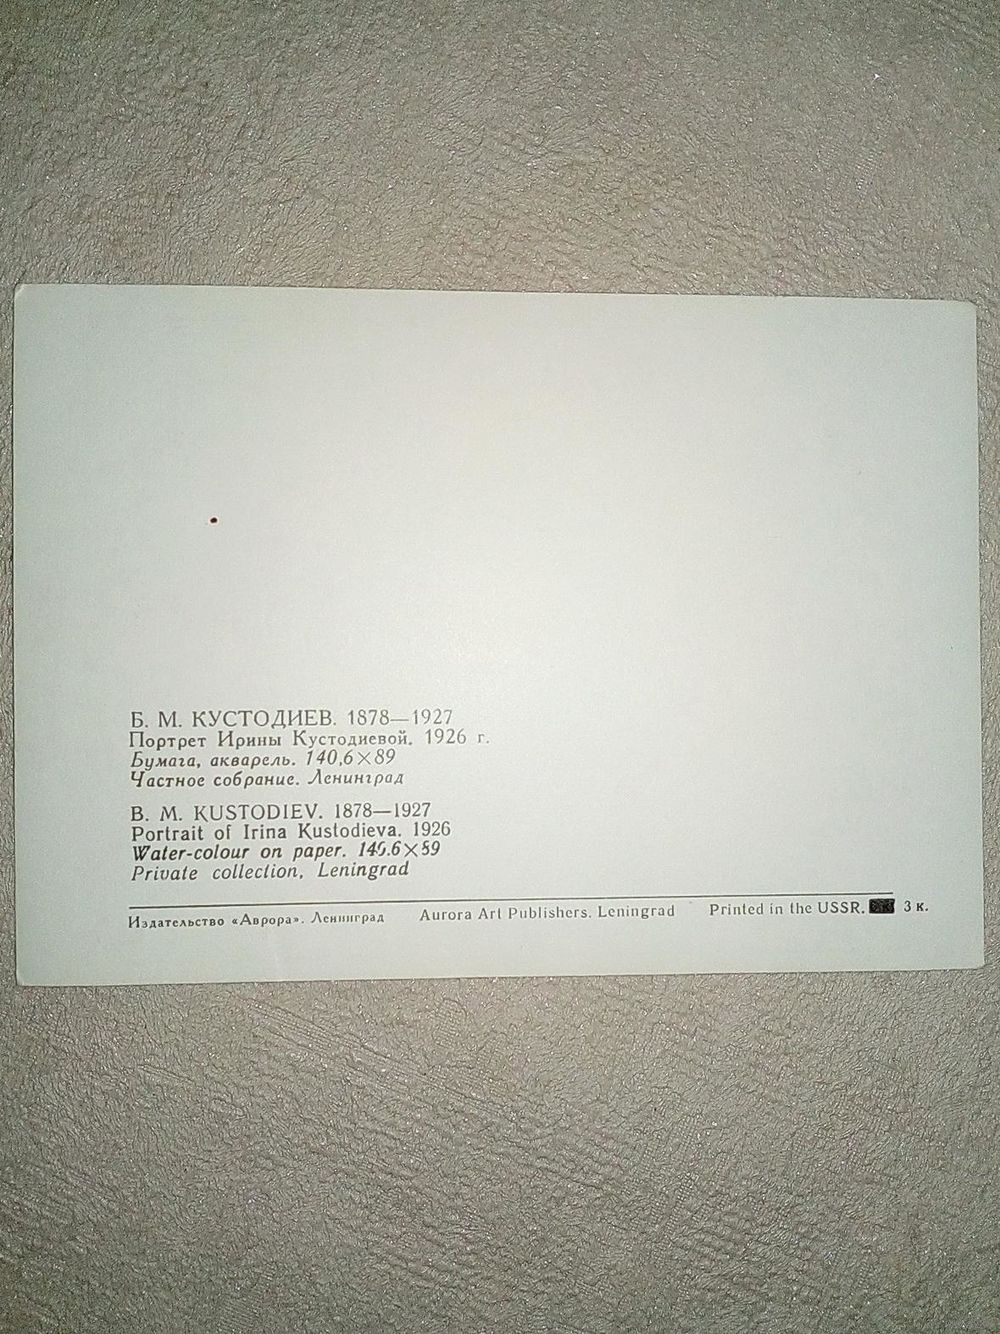 Б. М. КУСТОДИЕВ. 1878—1927
Портрет Ирины Кустодиевой. 1926 г.
Бумага, акварель. 140,6×89
Частное собрание. Ленинград
B. M. KUSTODIEV. 1878—1927
Portrait of Irina Kustodieva. 1926
Water-colour on paper. 140.6×89
Private collection, Leningrad
Издательство «Аврора». Ленинград Aurora Art Publishers. Leningrad Printed in the USSR. 3 к.